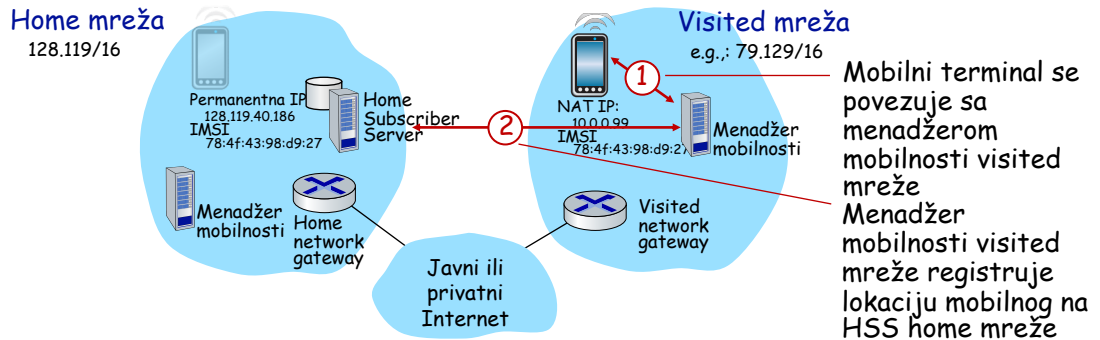 Home mreža
128.119/16
Permanentna IP
128.119.40.186
IMSI
78:4f:43:98:d9:27
Home
Subscriber
Server
Menadžer
mobilnosti
Home
network
gateway
Javni ili
privatni
Internet
2
Visited mreža
e.g.,: 79.129/16
1
NAT IP:
10.0.0.99
IMSI
78:4f:43:98:d9:27
Menadžer
mobilnosti
Visited
network
gateway
Mobilni terminal se
povezuje sa
menadžerom
mobilnosti visited
mreže
Menadžer
mobilnosti visited
mreže registruje
lokaciju mobilnog na
HSS home mreže